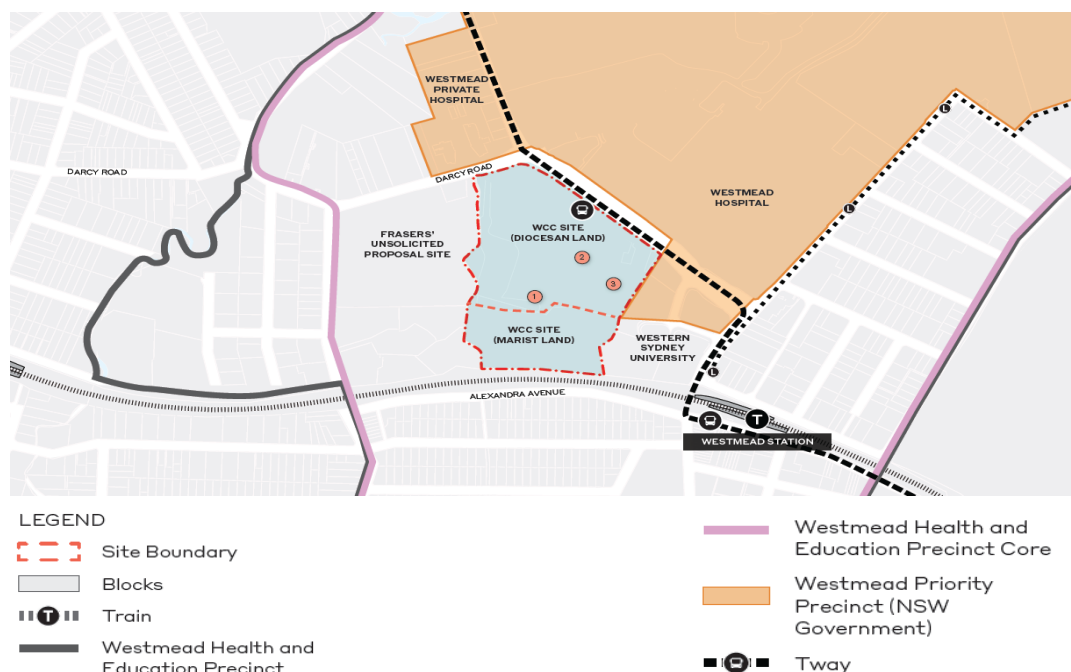 WESTMEAD
PRIVATE
HOSPITAL
DARCY ROAD
DARCY ROAD
WESTMEAD
HOSPITAL
WCC SITE
(DIOCESAN LAND)
FRASERS'
UNSOLICITED
PROPOSAL SITE
2
3
1
WCC SITE
(MARIST LAND)
WESTERN
SYDNEY
UNIVERSITY
L
L
L
ALEXANDRA AVENUE
T
WESTMEAD STATION
LEGEND
Site Boundary
Blocks
T
Train
Westmead Health and
Education Precinct
Westmead Health and
Education Precinct Core
Westmead Priority
Precinct (NSW
Government)
Tway